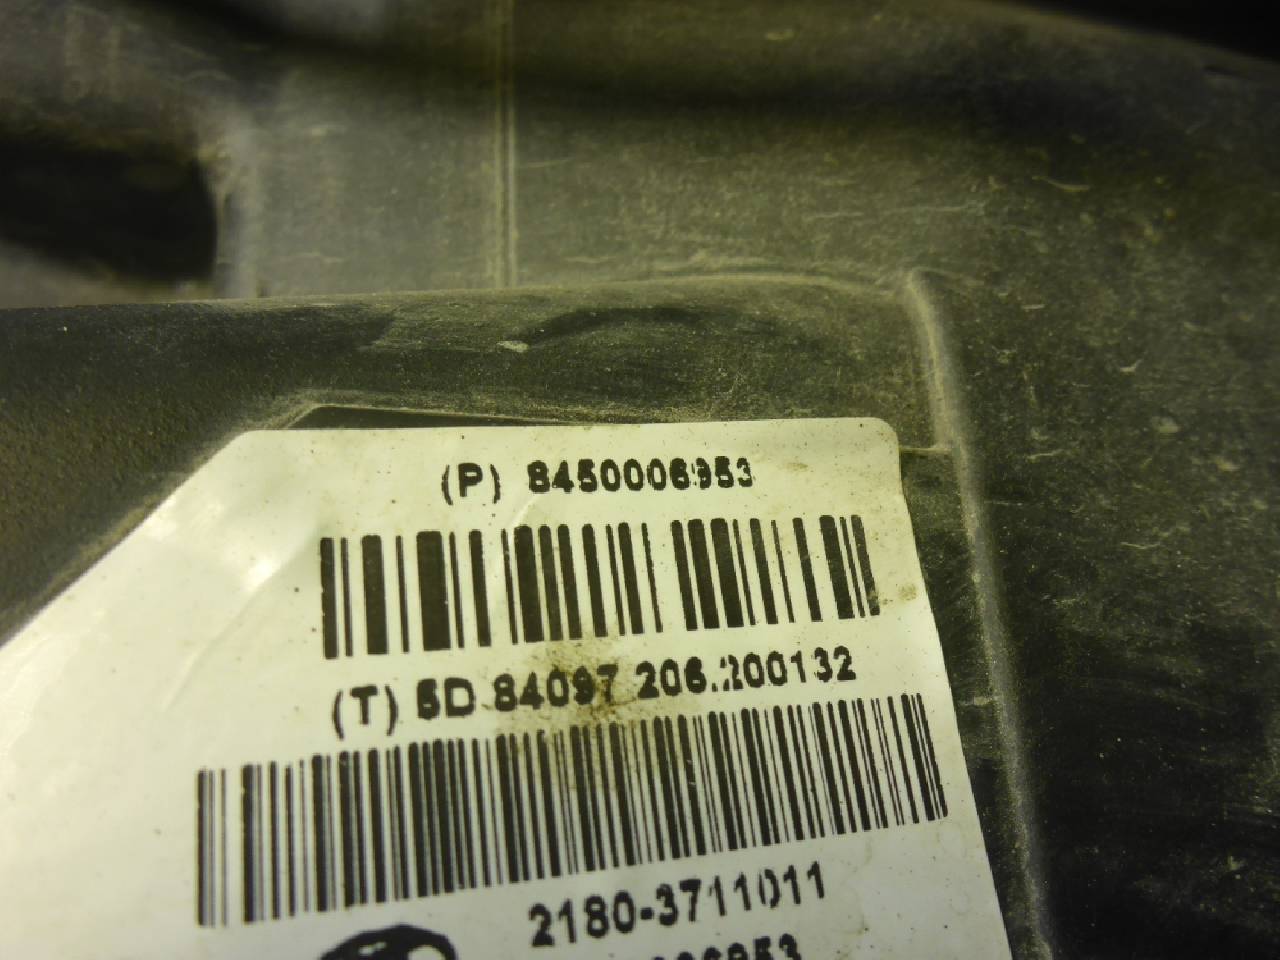 (P) 8450006953
(T) 5D 84097 206.200132
2180-3711011